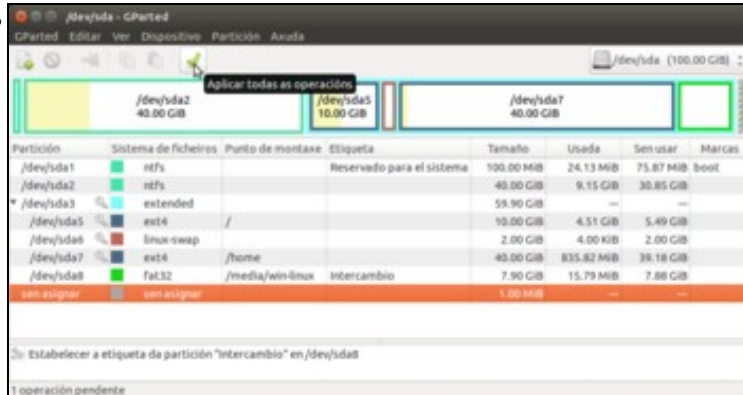 /dev/sda - GParted
GParted Editar Ver Dispositivo Partición Axuda
/dev/sda (100.00 GiB)
Aplicar todas as operacións
/dev/sda2 /dev/sda5 /dev/sda7
40.00 GiB 10.00 GiB 40.00 GiB
Partición Sistema de ficheiros Punto de montaxe Etiqueta Tamaño Usada Sen usar Marcas
/dev/sda1 ntfs Reservado para el sistema 100.00 MiB 24.13 MiB 75.87 MiB boot
/dev/sda2 ntfs 40.00 GiB 9.15 GiB 30.85 GiB
/dev/sda3 extended 59.90 GiB — —
/dev/sda5 ext4 / 10.00 GiB 4.51 GiB 5.49 GiB
/dev/sda6 linux-swap 2.00 GiB 4.00 KiB 2.00 GiB
/dev/sda7 ext4 /home 40.00 GiB 835.82 MiB 39.18 GiB
/dev/sda8 fat32 /media/win-linux Intercambio 7.90 GiB 15.79 MiB 7.88 GiB
sen asignar sen asignar 1.00 MiB — —
Estabelecer a etiqueta da partición "Intercambio" en /dev/sda8
1 operación pendente